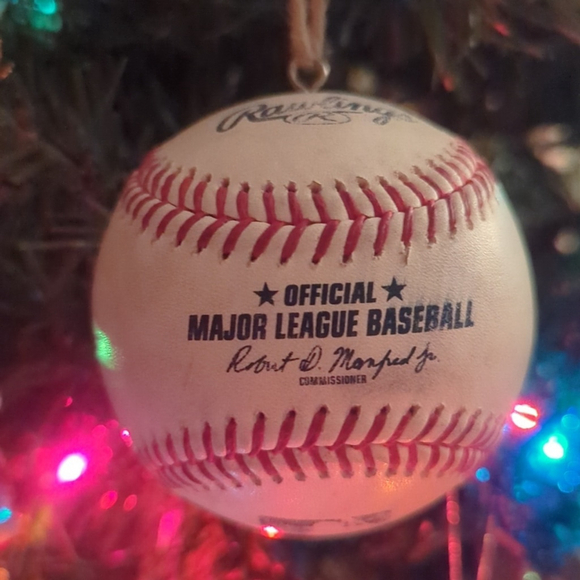 Rawlings
R
★ OFFICIAL ★
MAJOR LEAGUE BASEBALL
Robert D. Manfred Jr.
COMMISSIONER